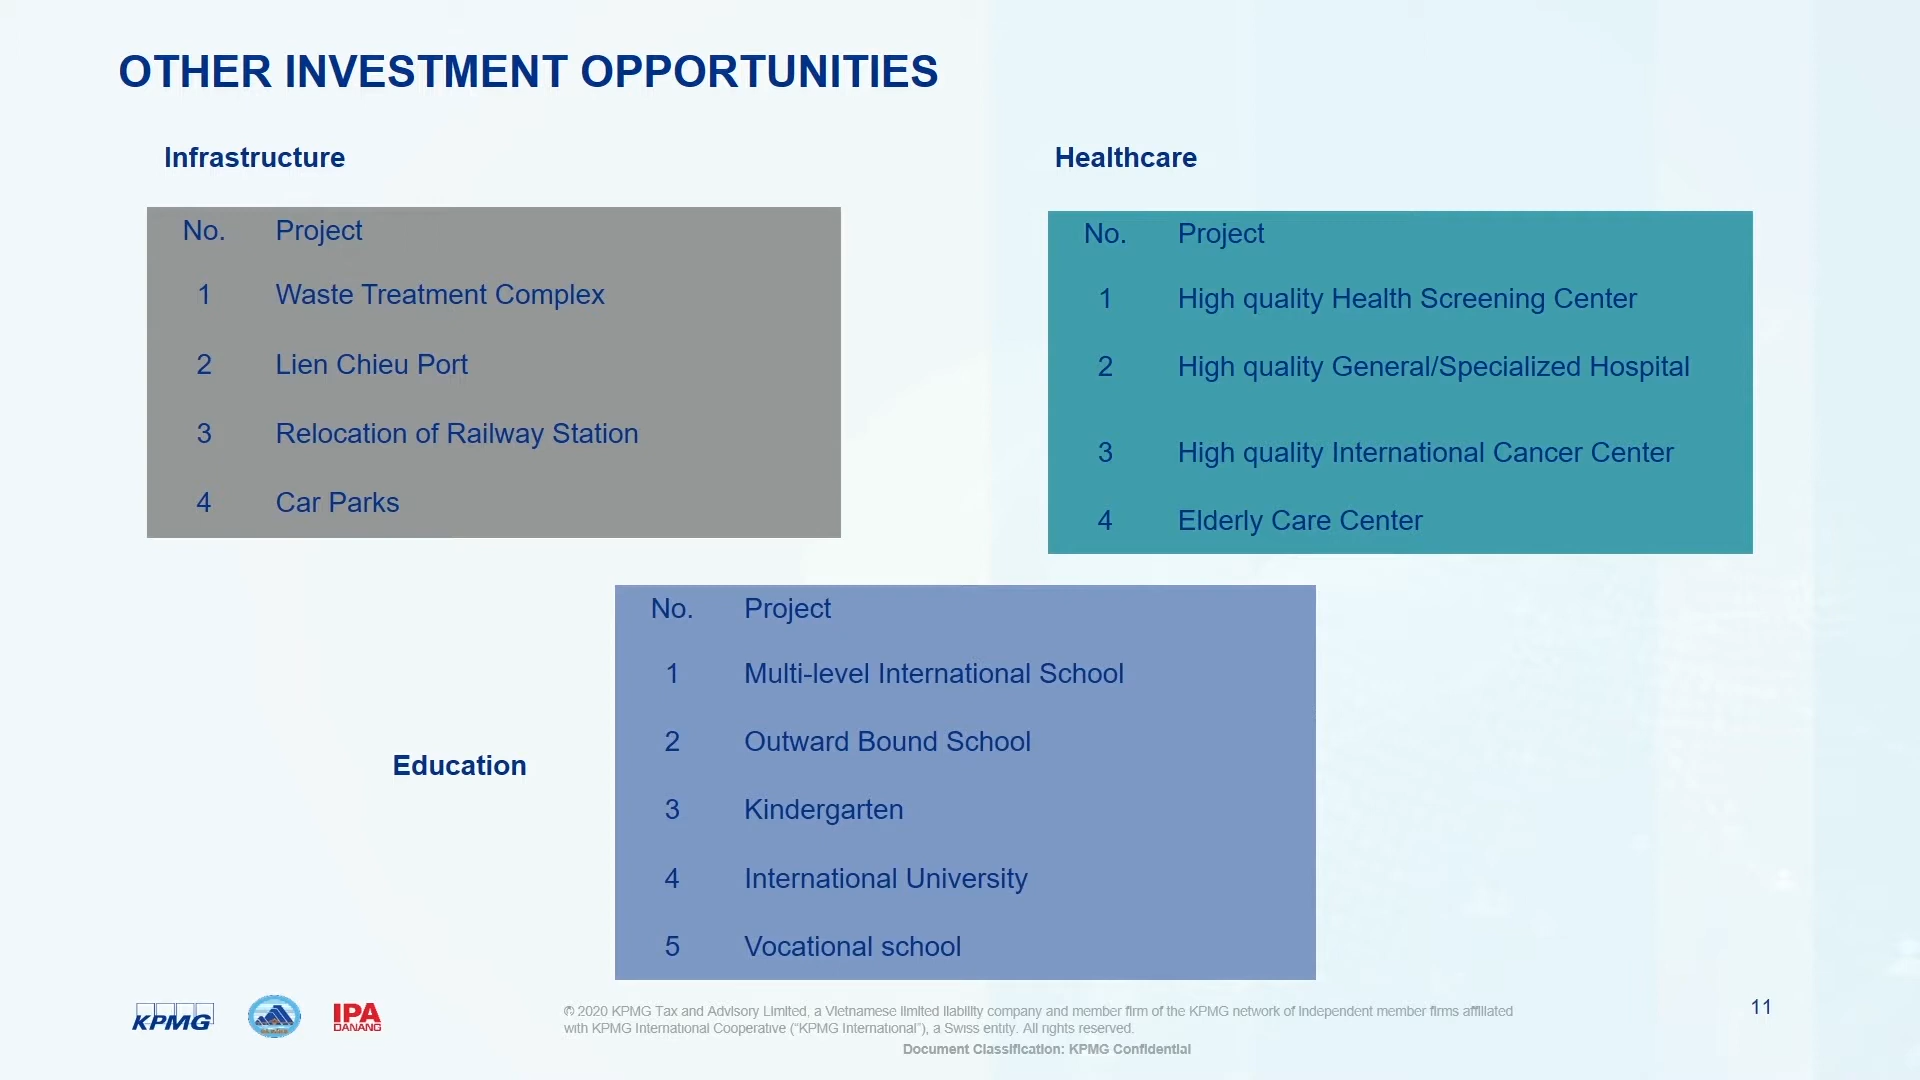 OTHER INVESTMENT OPPORTUNITIES
Infrastructure
No. Project
1 Waste Treatment Complex
2 Lien Chieu Port
3 Relocation of Railway Station
4 Car Parks
Healthcare
No. Project
1 High quality Health Screening Center
2 High quality General/Specialized Hospital
3 High quality International Cancer Center
4 Elderly Care Center
Education
No. Project
1 Multi-level International School
2 Outward Bound School
3 Kindergarten
4 International University
5 Vocational school
KPMG
IPA
DANANG
© 2020 KPMG Tax and Advisory Limited, a Vietnamese limited liability company and member firm of the KPMG network of independent member firms affiliated
with KPMG International Cooperative (“KPMG International”), a Swiss entity. All rights reserved.
Document Classification: KPMG Confidential
11